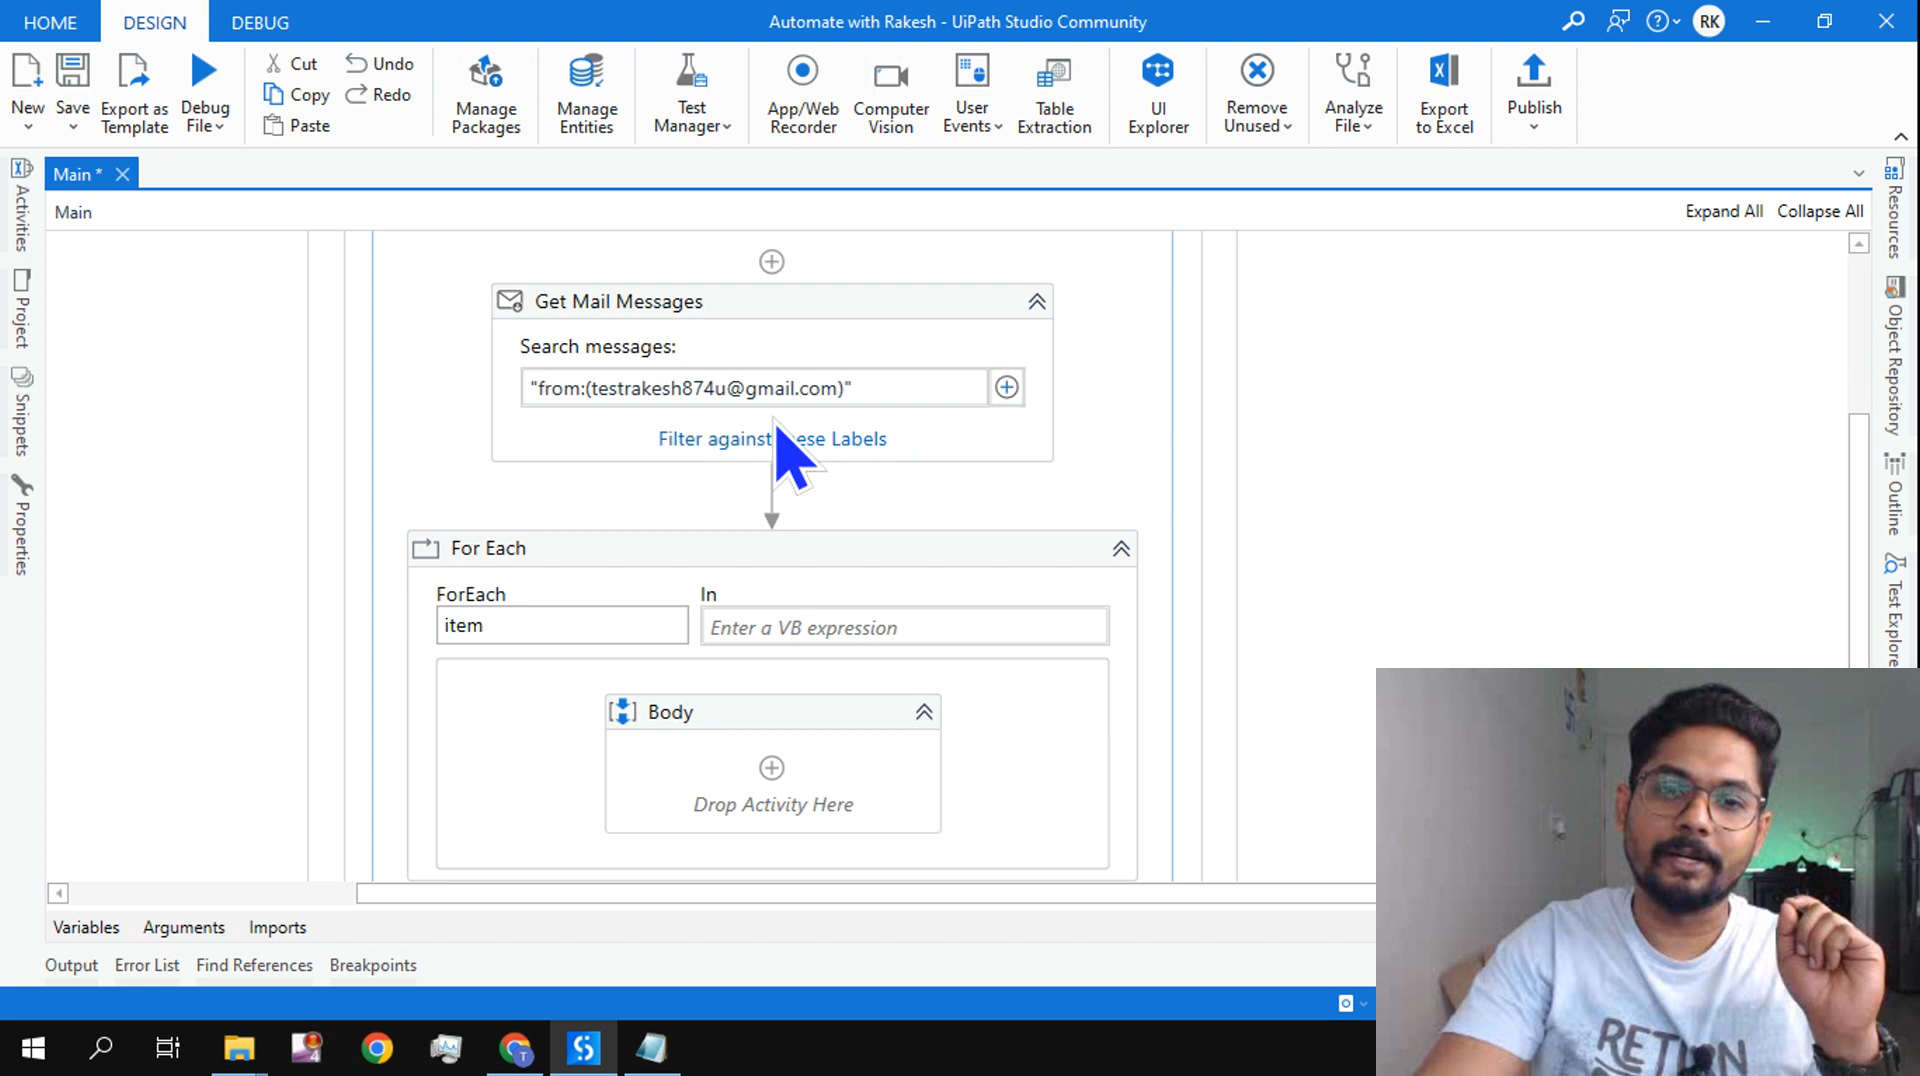 HOME DESIGN DEBUG Automate with Rakesh - UiPath Studio Community RK
New Save Export as Template Debug File Cut Copy Paste Undo Redo Manage Packages Manage Entities Test Manager App/Web Recorder Computer Vision User Events Table Extraction UI Explorer Remove Unused Analyze File Export to Excel Publish
Main *
Main Expand All Collapse All
Activities
Project
Snippets
Properties
Resources
Object Repository
Outline
Test Explore
Get Mail Messages
Search messages:
"from:(testrakesh874u@gmail.com)"
Filter against ese Labels
For Each
ForEach In
item Enter a VB expression
Body
Drop Activity Here
Variables Arguments Imports
Output Error List Find References Breakpoints
4 T